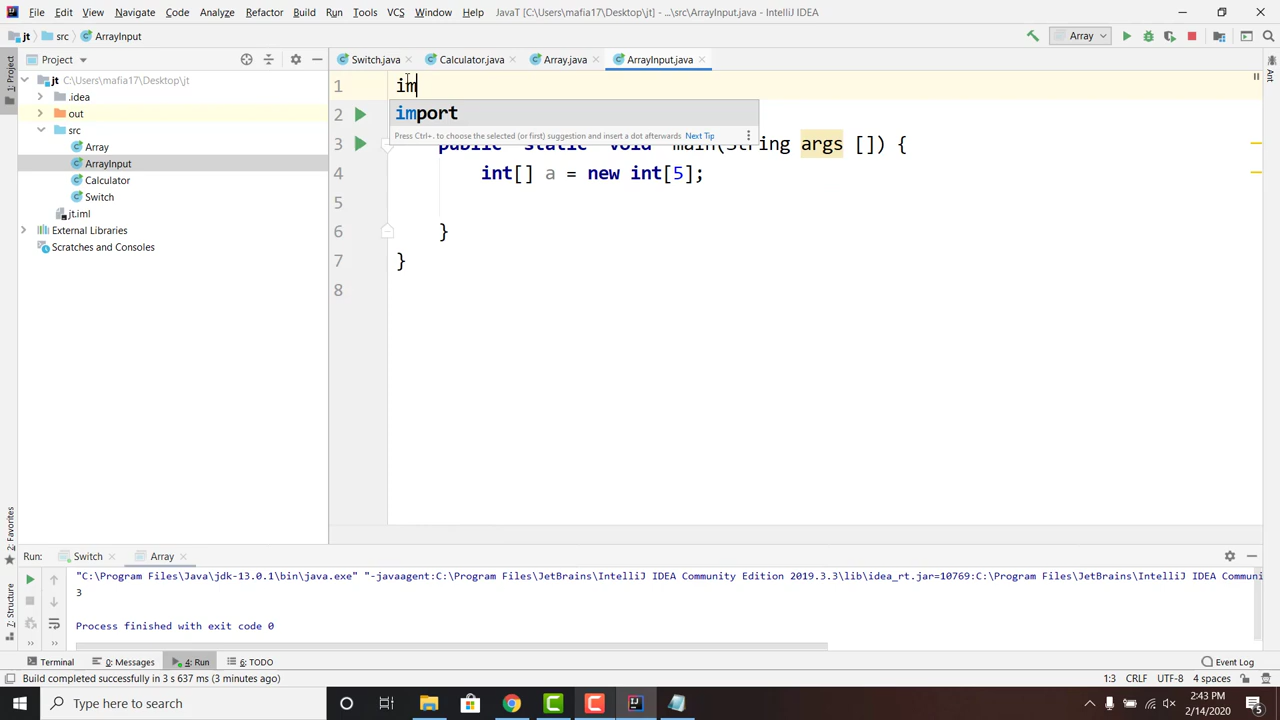 File Edit View Navigate Code Analyze Refactor Build Run Tools VCS Window Help JavaT [C:\Users\mafia17\Desktop\jt] - ...\src\ArrayInput.java - IntelliJ IDEA
jt src ArrayInput Array
Project Switch.java Calculator.java Array.java ArrayInput.java
1: Project
Ant
jt C:\Users\mafia17\Desktop\jt
.idea
out
src
Array
ArrayInput
Calculator
Switch
jt.iml
External Libraries
Scratches and Consoles
1 im
import
2
Press Ctrl+. to choose the selected (or first) suggestion and insert a dot afterwards Next Tip
3 public static void main(String args []) {
4 int[] a = new int[5];
5
6 }
7 }
8
2: Favorites
Z: Structure
Run: Switch Array
"C:\Program Files\Java\jdk-13.0.1\bin\java.exe" "-javaagent:C:\Program Files\JetBrains\IntelliJ IDEA Community Edition 2019.3.3\lib\idea_rt.jar=10769:C:\Program Files\JetBrains\IntelliJ IDEA Communi
3
Process finished with exit code 0
Terminal 0: Messages 4: Run 6: TODO Event Log
Build completed successfully in 3 s 637 ms (3 minutes ago) 1:3 CRLF UTF-8 4 spaces
Type here to search
2:43 PM
2/14/2020
5